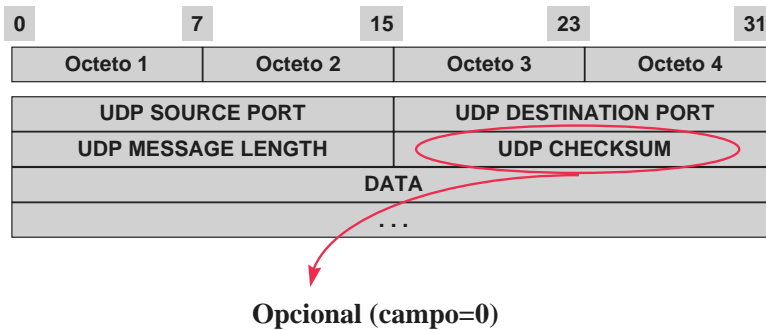 0 7 15 23 31
Octeto 1 Octeto 2 Octeto 3 Octeto 4
UDP SOURCE PORT UDP DESTINATION PORT
UDP MESSAGE LENGTH UDP CHECKSUM
DATA
. . .
Opcional (campo=0)